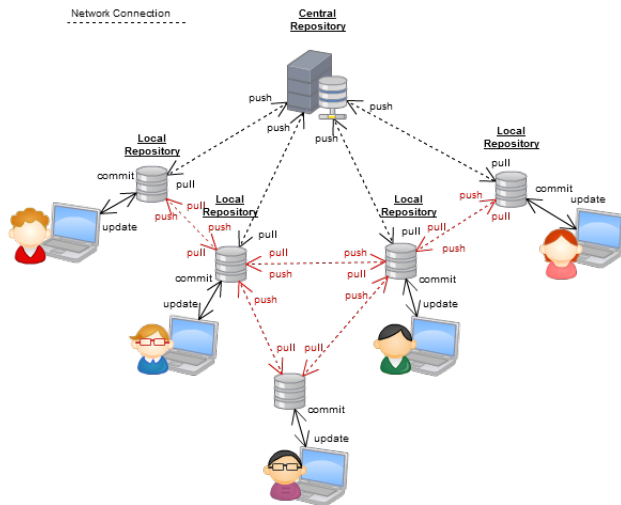 Network Connection
Central
Repository
push
push
push
push
Local
Repository
Local
Repository
commit
pull
pull
commit
update
push
pull
Local
Repository
Local
Repository
push
pull
update
push
pull
pull
push
pull
pull
push
push
pull
commit
push
commit
update
push
push
update
pull
pull
commit
update